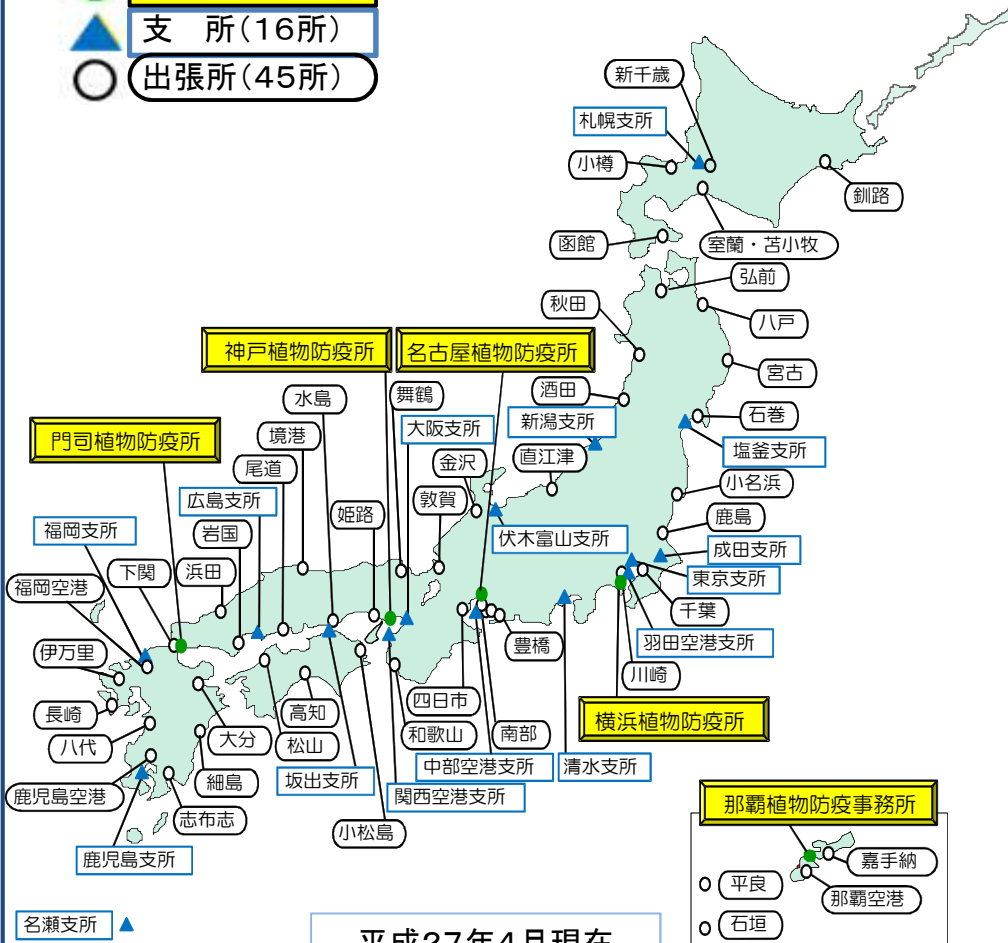 支　所(16所)
出張所(45所)
新千歳
札幌支所
小樽
釧路
函館
室蘭・苫小牧
弘前
秋田
八戸
神戸植物防疫所
名古屋植物防疫所
宮古
酒田
水島
舞鶴
石巻
新潟支所
門司植物防疫所
境港
大阪支所
塩釜支所
直江津
金沢
尾道
小名浜
広島支所
姫路
敦賀
鹿島
福岡支所
岩国
伏木富山支所
成田支所
下関
浜田
東京支所
福岡空港
千葉
伊万里
豊橋
羽田空港支所
川崎
四日市
長崎
高知
横浜植物防疫所
和歌山
南部
八代
大分
松山
中部空港支所
清水支所
坂出支所
細島
関西空港支所
鹿児島空港
志布志
小松島
那覇植物防疫事務所
鹿児島支所
嘉手納
平良
那覇空港
名瀬支所
石垣
平成27年4月現在